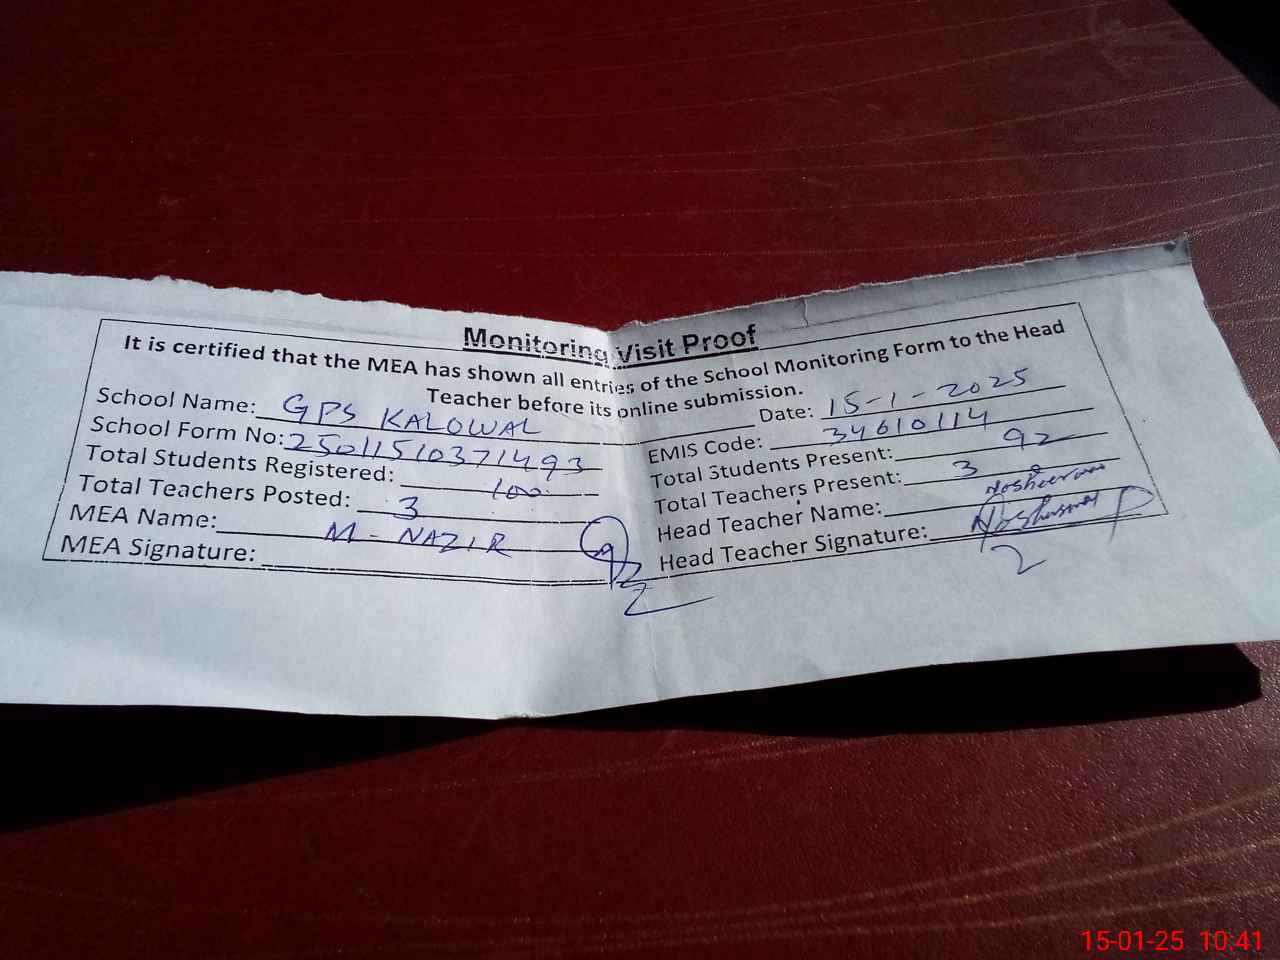 Monitoring Visit Proof
It is certified that the MEA has shown all entries of the School Monitoring Form to the Head
Teacher before its online submission.
School Name: GPS KALOWAL Date: 15-1-2025
School Form No: 25011510371493 EMIS Code: 34610114
Total Students Registered: 100 Total Students Present: 92
Total Teachers Posted: 3 Total Teachers Present: 3
MEA Name: M-NAZIR Head Teacher Name:
MEA Signature: Head Teacher Signature:
15-01-25 10:41